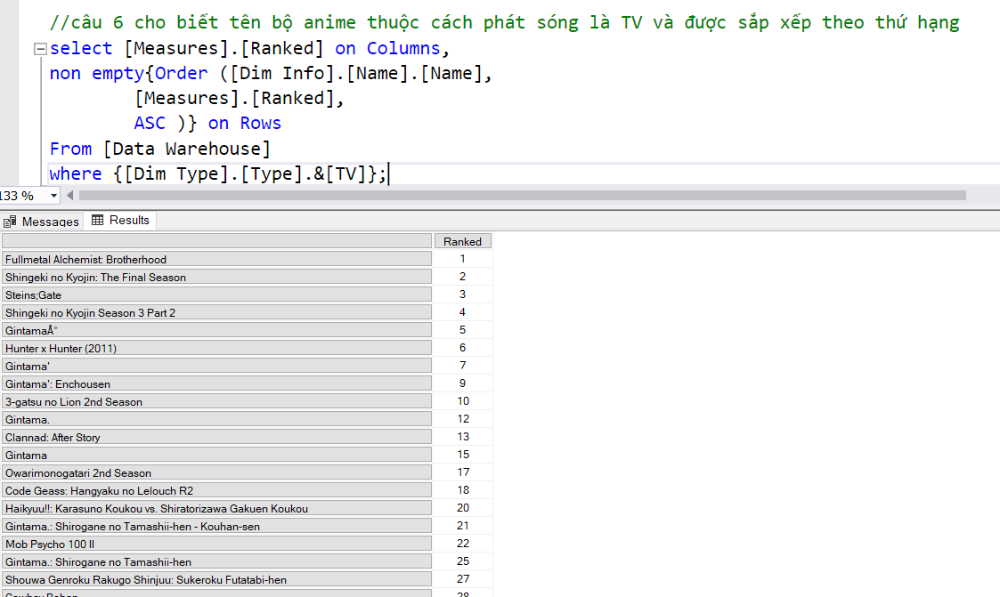 //câu 6 cho biết tên bộ anime thuộc cách phát sóng là TV và được sắp xếp theo thứ hạng
select [Measures].[Ranked] on Columns,
non empty{Order ([Dim Info].[Name].[Name],
[Measures].[Ranked],
ASC )} on Rows
From [Data Warehouse]
where {[Dim Type].[Type].&[TV]};
133 %
Messages Results
Ranked
Fullmetal Alchemist: Brotherhood 1
Shingeki no Kyojin: The Final Season 2
Steins;Gate 3
Shingeki no Kyojin Season 3 Part 2 4
GintamaÂ° 5
Hunter x Hunter (2011) 6
Gintama' 7
Gintama': Enchousen 9
3-gatsu no Lion 2nd Season 10
Gintama. 12
Clannad: After Story 13
Gintama 15
Owarimonogatari 2nd Season 17
Code Geass: Hangyaku no Lelouch R2 18
Haikyuu!!: Karasuno Koukou vs. Shiratorizawa Gakuen Koukou 20
Gintama.: Shirogane no Tamashii-hen - Kouhan-sen 21
Mob Psycho 100 II 22
Gintama.: Shirogane no Tamashii-hen 25
Shouwa Genroku Rakugo Shinjuu: Sukeroku Futatabi-hen 27
Cowboy Bebop 28